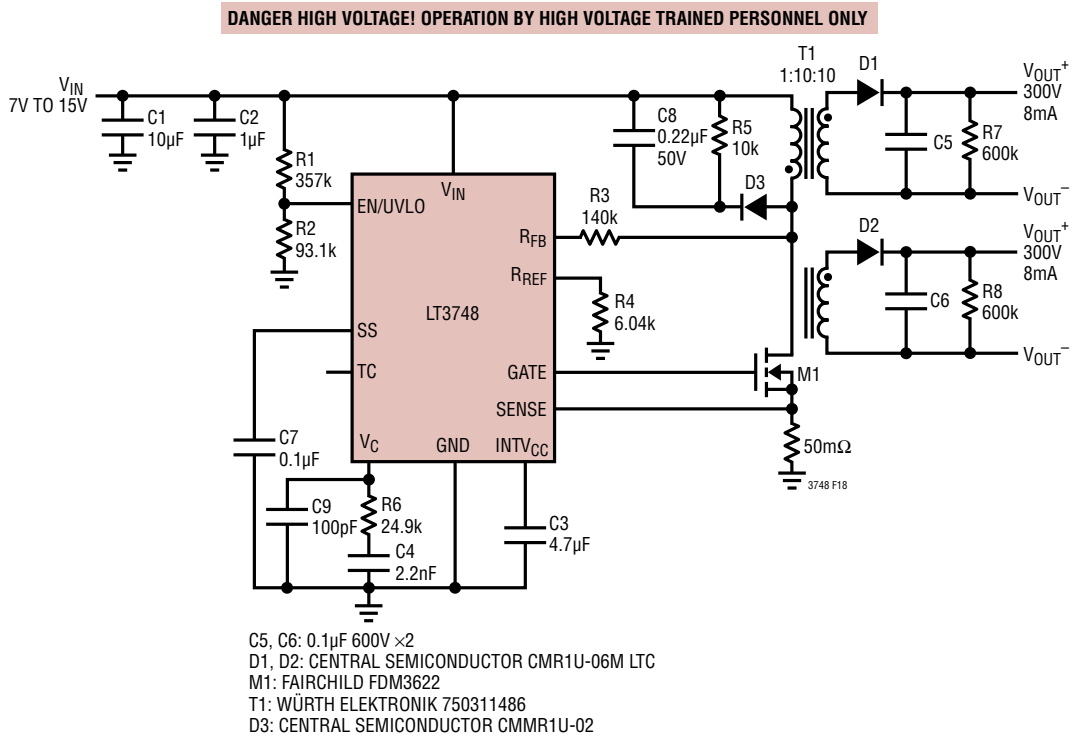 DANGER HIGH VOLTAGE! OPERATION BY HIGH VOLTAGE TRAINED PERSONNEL ONLY
VIN
7V TO 15V
C1
10µF
C2
1µF
R1
357k
R2
93.1k
C8
0.22µF
50V
R5
10k
D3
T1
1:10:10
D1
C5
R7
600k
VOUT+
300V
8mA
VOUT–
D2
C6
R8
600k
VOUT+
300V
8mA
VOUT–
VIN
EN/UVLO
RFB
RREF
LT3748
SS
TC
GATE
SENSE
VC
GND
INTVCC
R3
140k
R4
6.04k
M1
50mΩ
3748 F18
C7
0.1µF
C9
100pF
R6
24.9k
C4
2.2nF
C3
4.7µF
C5, C6: 0.1µF 600V ×2
D1, D2: CENTRAL SEMICONDUCTOR CMR1U-06M LTC
M1: FAIRCHILD FDM3622
T1: WÜRTH ELEKTRONIK 750311486
D3: CENTRAL SEMICONDUCTOR CMMR1U-02